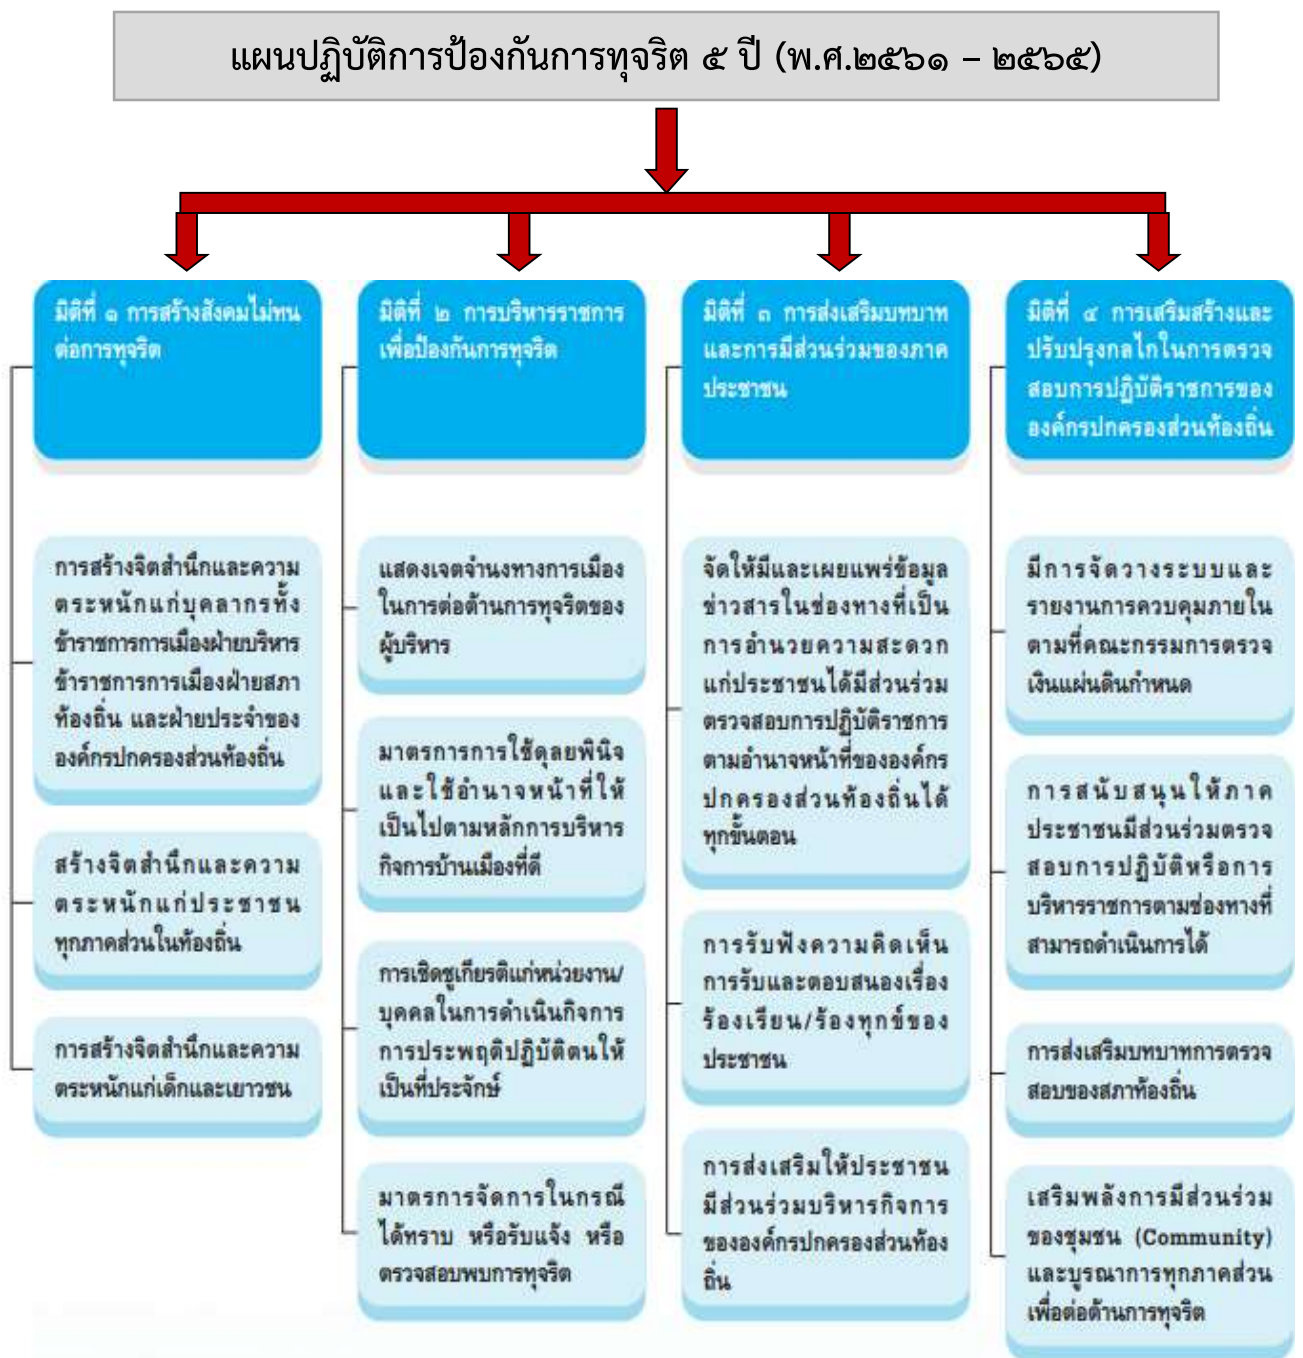 แผนปฏิบัติการป้องกันการทุจริต ๕ ปี (พ.ศ.๒๕๖๑ – ๒๕๖๕)
มิติที่ ๑ การสร้างสังคมไม่ทน
ต่อการทุจริต
การสร้างจิตสำนึกและความ
ตระหนักแก่บุคลากรทั้ง
ข้าราชการการเมืองฝ่ายบริหาร
ข้าราชการการเมืองฝ่ายสภา
ท้องถิ่น และฝ่ายประจำของ
องค์กรปกครองส่วนท้องถิ่น
สร้างจิตสำนึกและความ
ตระหนักแก่ประชาชน
ทุกภาคส่วนในท้องถิ่น
การสร้างจิตสำนึกและความ
ตระหนักแก่เด็กและเยาวชน
มิติที่ ๒ การบริหารราชการ
เพื่อป้องกันการทุจริต
แสดงเจตจำนงทางการเมือง
ในการต่อต้านการทุจริตของ
ผู้บริหาร
มาตรการการใช้ดุลยพินิจ
และใช้อำนาจหน้าที่ให้
เป็นไปตามหลักการบริหาร
กิจการบ้านเมืองที่ดี
การเชิดชูเกียรติแก่หน่วยงาน/
บุคคลในการดำเนินกิจการ
การประพฤติปฏิบัติตนให้
เป็นที่ประจักษ์
มาตรการจัดการในกรณี
ได้ทราบ หรือรับแจ้ง หรือ
ตรวจสอบพบการทุจริต
มิติที่ ๓ การส่งเสริมบทบาท
และการมีส่วนร่วมของภาค
ประชาชน
จัดให้มีและเผยแพร่ข้อมูล
ข่าวสารในช่องทางที่เป็น
การอำนวยความสะดวก
แก่ประชาชนได้มีส่วนร่วม
ตรวจสอบการปฏิบัติราชการ
ตามอำนาจหน้าที่ขององค์กร
ปกครองส่วนท้องถิ่นได้
ทุกขั้นตอน
การรับฟังความคิดเห็น
การรับและตอบสนองเรื่อง
ร้องเรียน/ร้องทุกข์ของ
ประชาชน
การส่งเสริมให้ประชาชน
มีส่วนร่วมบริหารกิจการ
ขององค์กรปกครองส่วนท้อง
ถิ่น
มิติที่ ๔ การเสริมสร้างและ
ปรับปรุงกลไกในการตรวจ
สอบการปฏิบัติราชการของ
องค์กรปกครองส่วนท้องถิ่น
มีการจัดวางระบบและ
รายงานการควบคุมภายใน
ตามที่คณะกรรมการตรวจ
เงินแผ่นดินกำหนด
การสนับสนุนให้ภาค
ประชาชนมีส่วนร่วมตรวจ
สอบการปฏิบัติหรือการ
บริหารราชการตามช่องทางที่
สามารถดำเนินการได้
การส่งเสริมบทบาทการตรวจ
สอบของสภาท้องถิ่น
เสริมพลังการมีส่วนร่วม
ของชุมชน (Community)
และบูรณาการทุกภาคส่วน
เพื่อต่อต้านการทุจริต